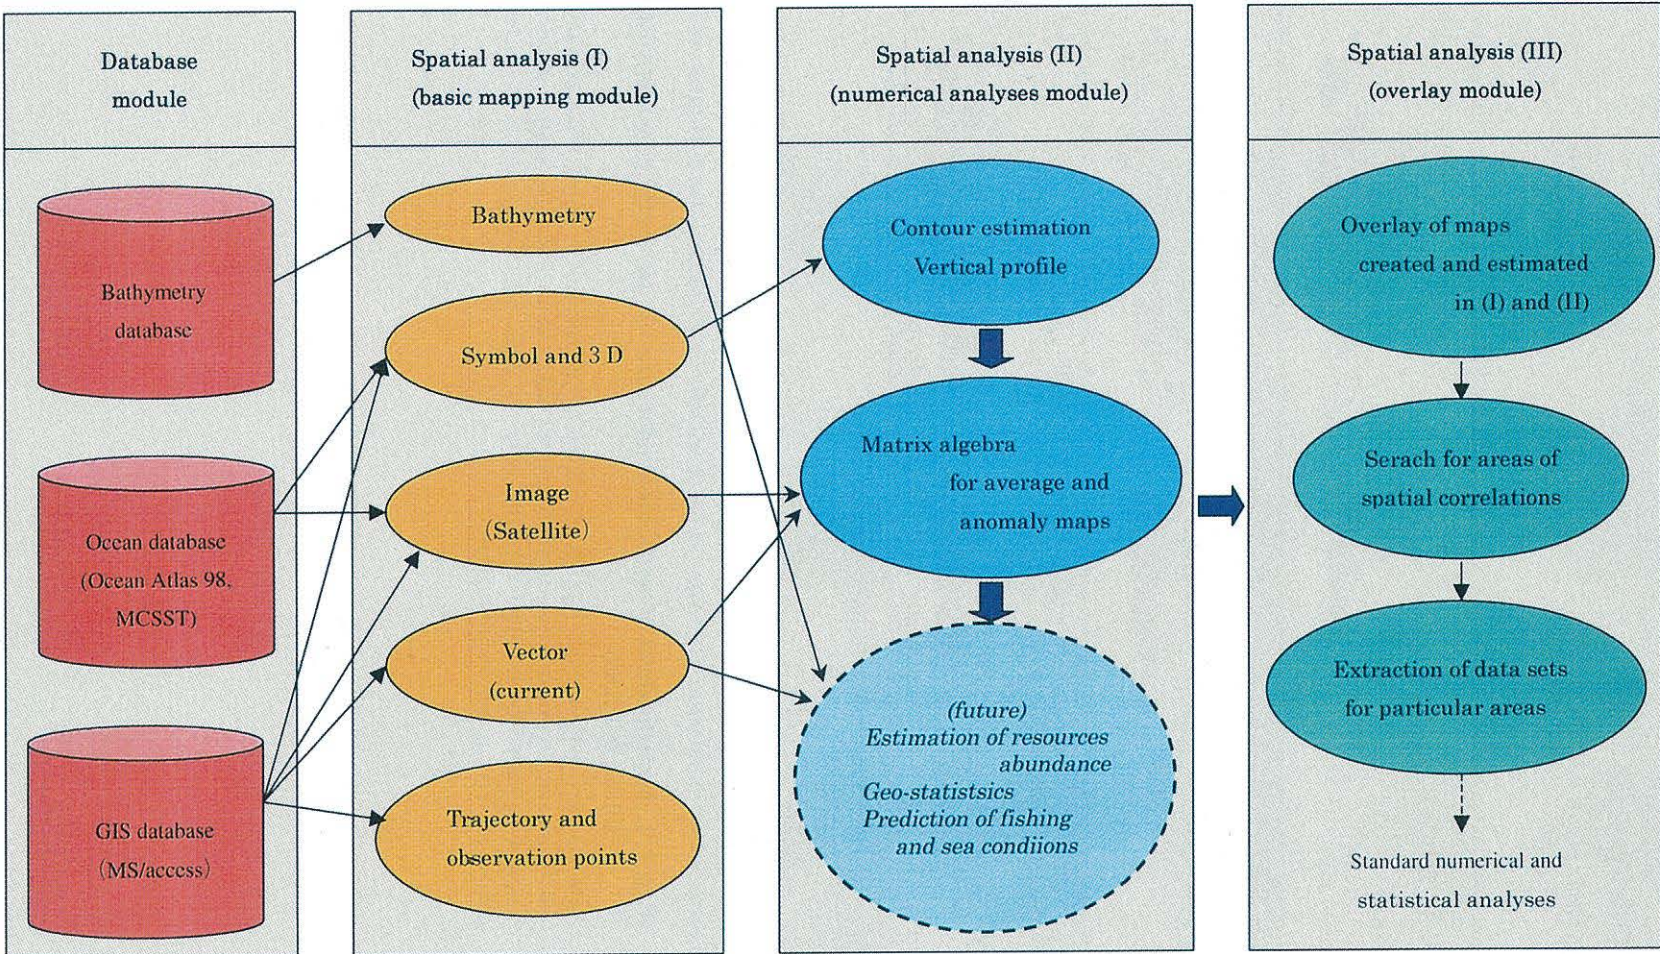 Database
module
Bathymetry
database
Ocean database
(Ocean Atlas 98,
MCSST)
GIS database
(MS/acccss)
Spatial analysis (I)
(basic mapping module)
Bathymetry
Symbol and 3 D
Image
(Satellite)
Vector
(current)
Trajectory and
observation points
Spatial analysis (II)
(numerical analyses module)
Contour estimation
Vertical profile
Matrix algebra
for average and
anomaly maps
(future)
Estimation of resources
abundance
Geo-statistsics
Prediction of fishing
and sea condiions
Spatial analysis (III)
(overlay module)
Overlay of maps
created and estimated
in (I) and (II)
Serach for areas of
spatial correlations
Extraction of data sets
for particular areas
Standard numerical and
statistical analyses